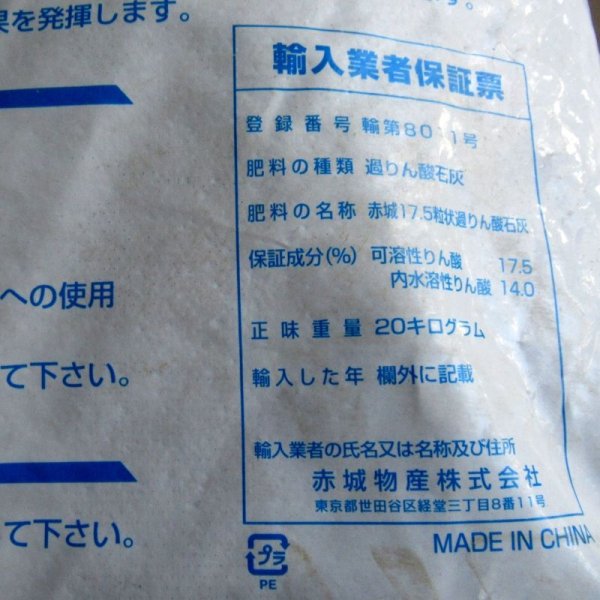 果を発揮します。
す。
輸入業者保証票
登録番号 輸第80 1号
肥料の種類 過りん酸石灰
肥料の名称 赤城17.5粒状過りん酸石灰
保証成分(%) 可溶性りん酸 17.5
内水溶性りん酸 14.0
への使用
正味重量 20キログラム
て下さい。
輸入した年 欄外に記載
輸入業者の氏名又は名称及び住所
赤城物産株式会社
東京都世田谷区経堂三丁目8番11号
て下さい。
MADE IN CHINA
プラ
PE